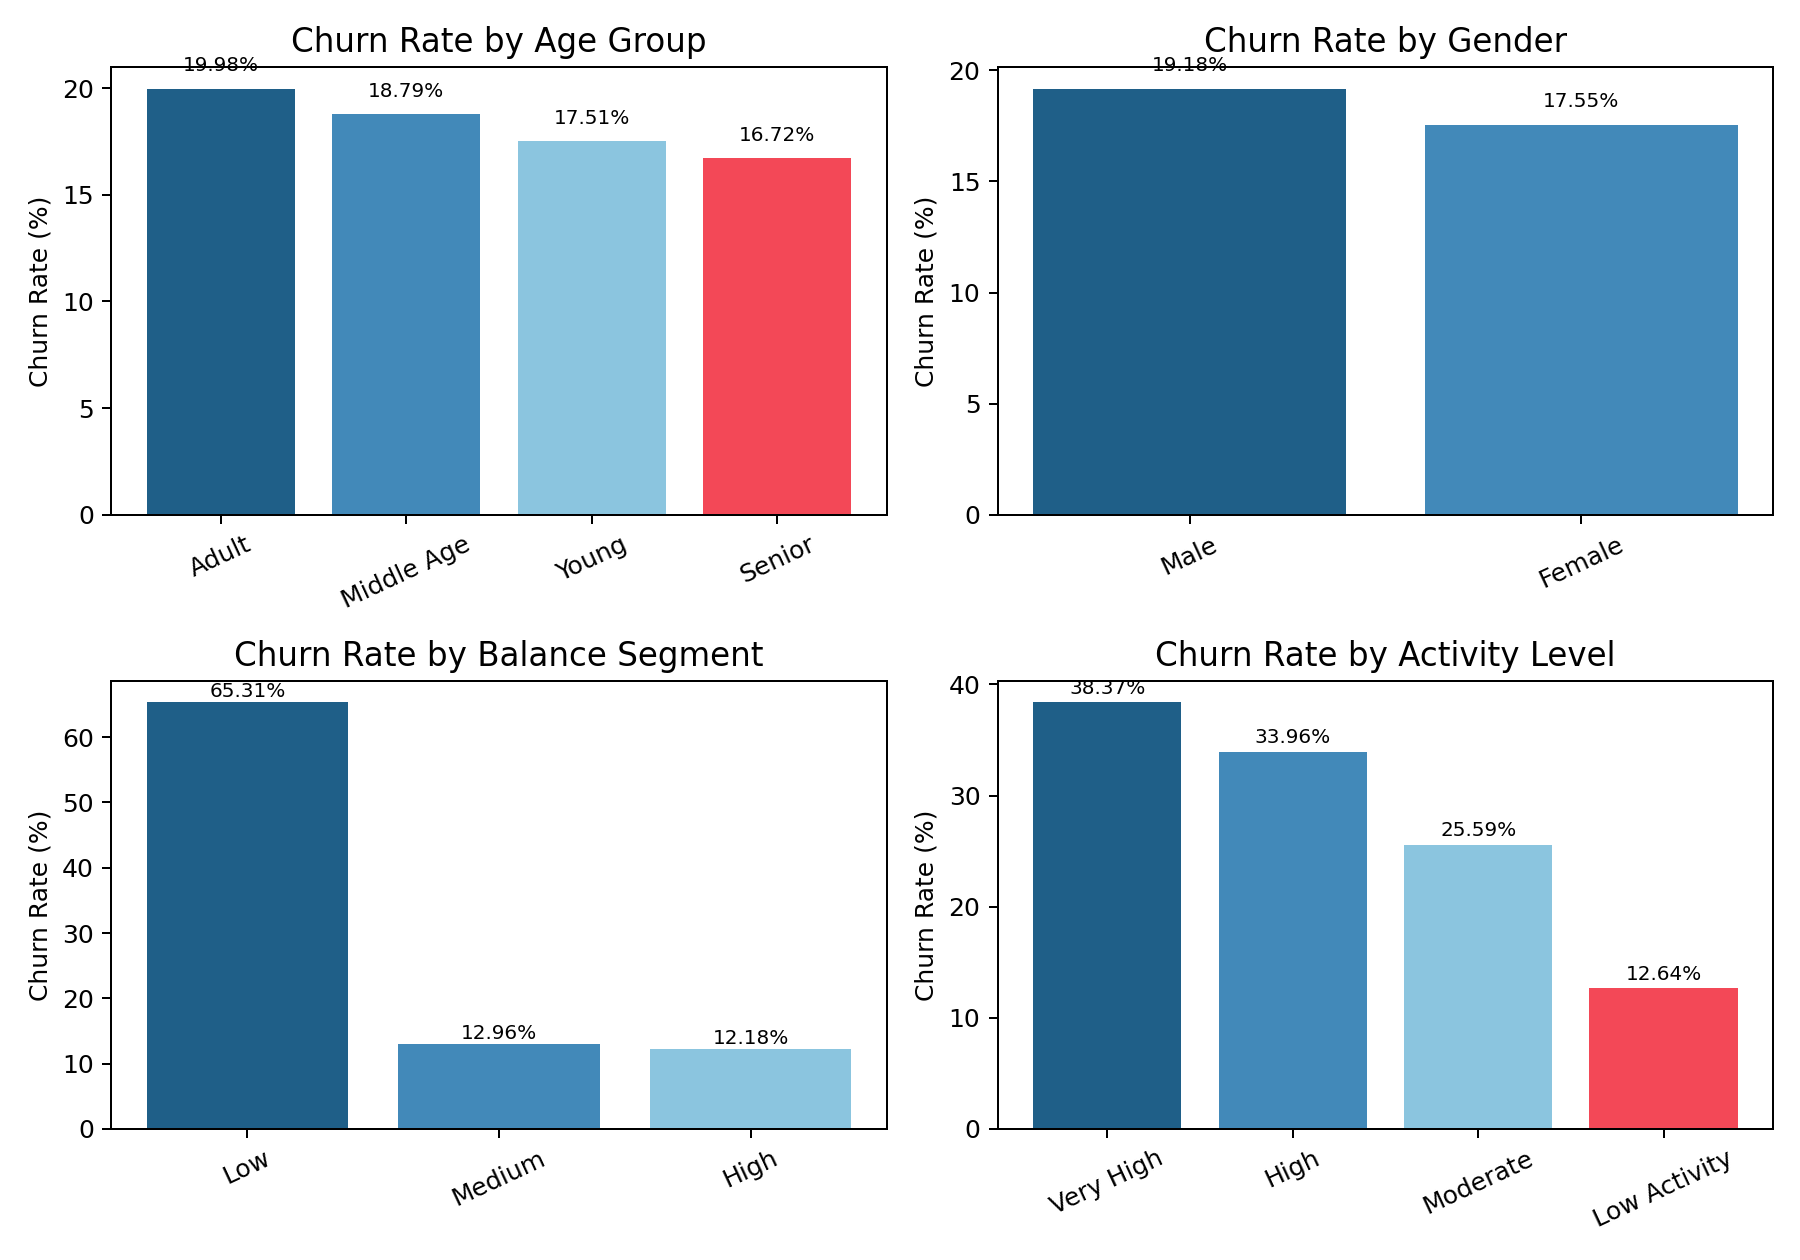 Churn Rate by Age Group
Churn Rate (%)
20
15
10
5
0
19.98%
18.79%
17.51%
16.72%
Adult
Middle Age
Young
Senior
Churn Rate by Gender
Churn Rate (%)
20
15
10
5
0
19.18%
17.55%
Male
Female
Churn Rate by Balance Segment
Churn Rate (%)
60
50
40
30
20
10
0
65.31%
12.96%
12.18%
Low
Medium
High
Churn Rate by Activity Level
Churn Rate (%)
40
30
20
10
0
38.37%
33.96%
25.59%
12.64%
Very High
High
Moderate
Low Activity